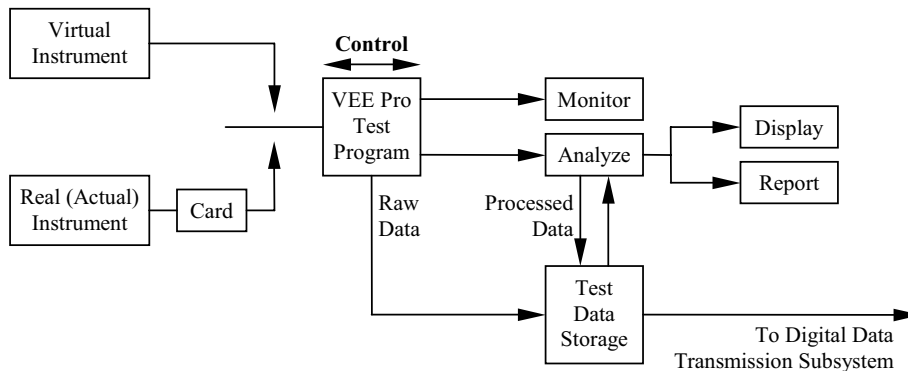 Virtual
Instrument
Control
VEE Pro
Test
Program
Monitor
Analyze
Display
Report
Real (Actual)
Instrument
Card
Raw
Data
Processed
Data
Test
Data
Storage
To Digital Data
Transmission Subsystem